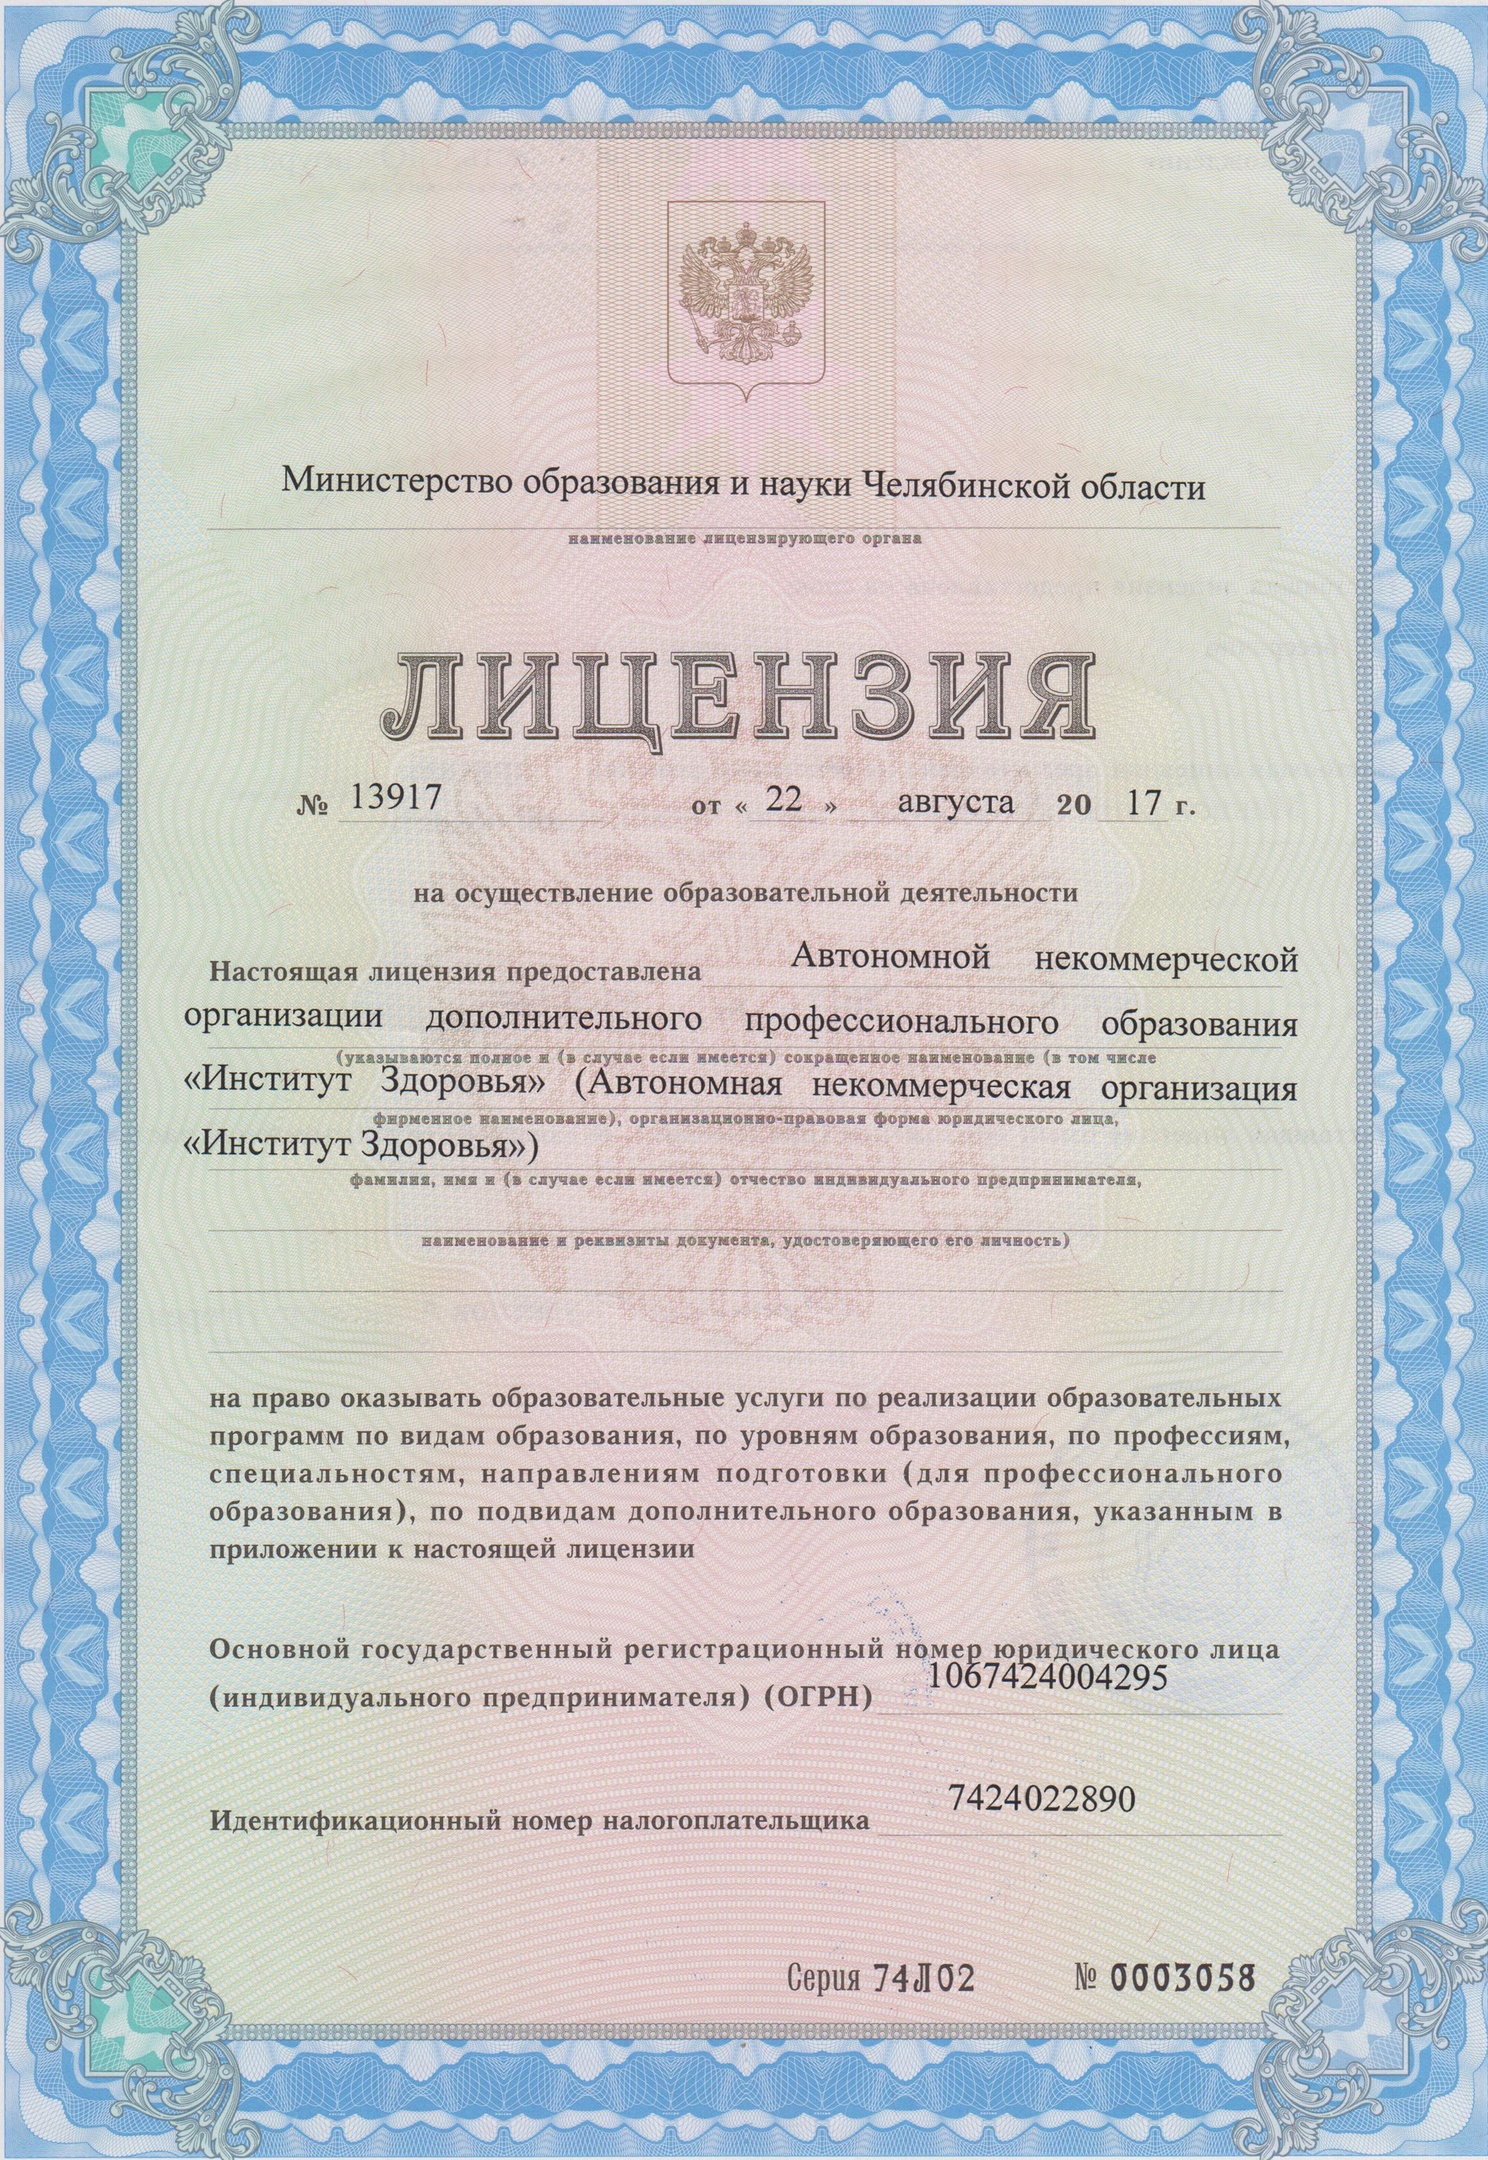 Министерство образования и науки Челябинской области
наименование лицензирующего органа
ЛИЦЕНЗИЯ
№ 13917 от « 22 » августа 20 17 г.
на осуществление образовательной деятельности
Настоящая лицензия предоставлена Автономной некоммерческой
организации дополнительного профессионального образования
(указываются полное и (в случае если имеется) сокращенное наименование (в том числе
«Институт Здоровья» (Автономная некоммерческая организация
фирменное наименование), организационно-правовая форма юридического лица,
«Институт Здоровья»)
фамилия, имя и (в случае если имеется) отчество индивидуального предпринимателя,
наименование и реквизиты документа, удостоверяющего его личность)
на право оказывать образовательные услуги по реализации образовательных
программ по видам образования, по уровням образования, по профессиям,
специальностям, направлениям подготовки (для профессионального
образования), по подвидам дополнительного образования, указанным в
приложении к настоящей лицензии
Основной государственный регистрационный номер юридического лица
(индивидуального предпринимателя) (ОГРН) 1067424004295
Идентификационный номер налогоплательщика 7424022890
Серия 74Л02 № 0003058